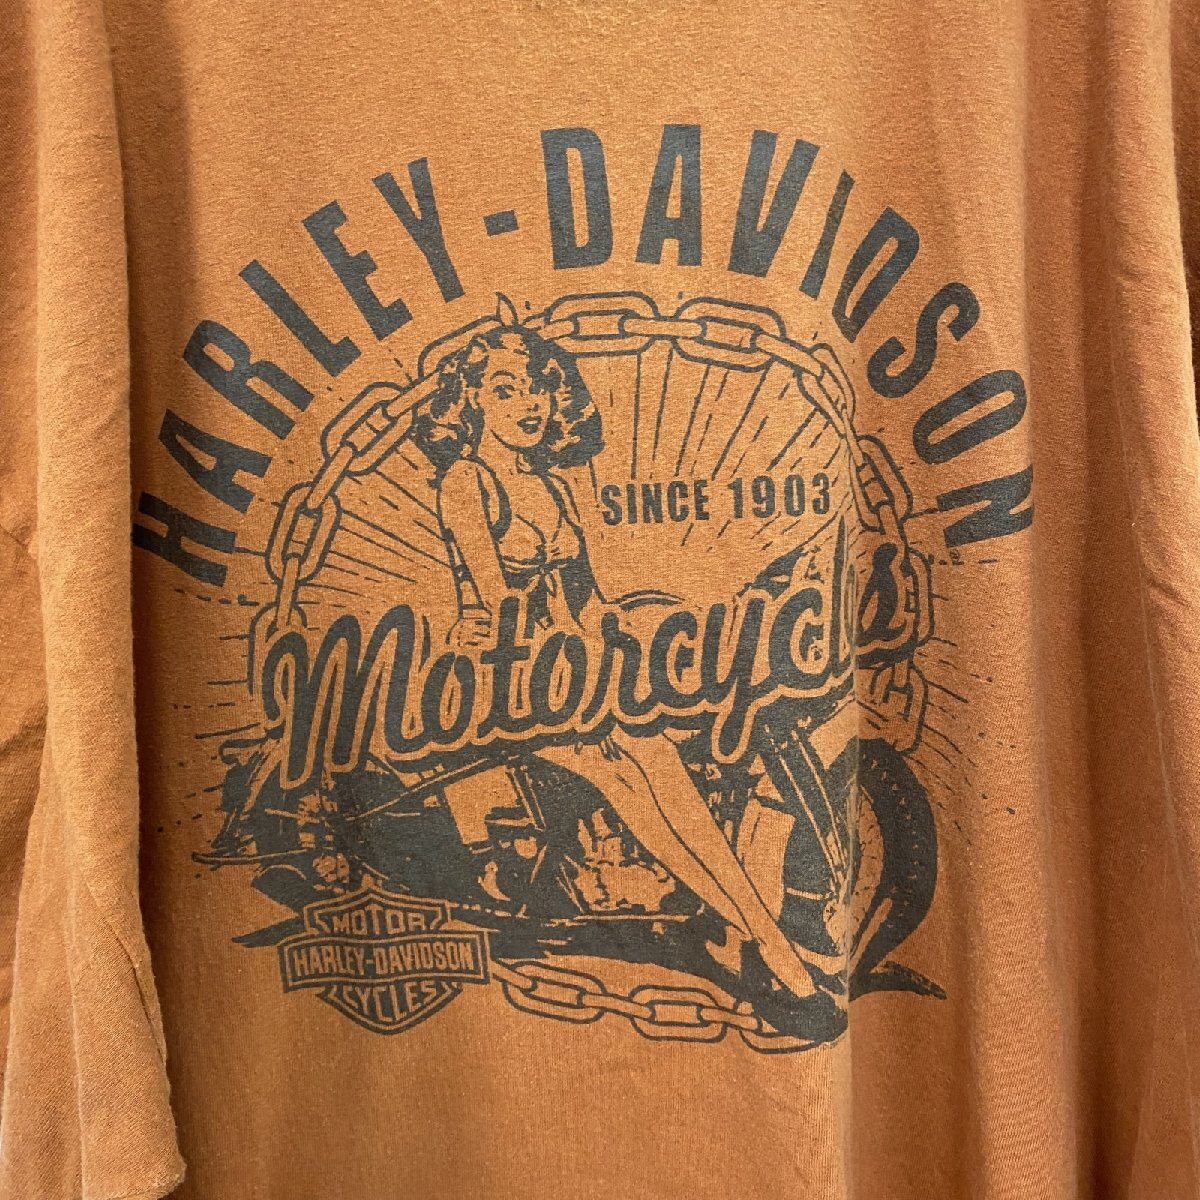 HARLEY-DAVIDSON
SINCE 1903
Motorcycles
MOTOR
HARLEY-DAVIDSON
CYCLES